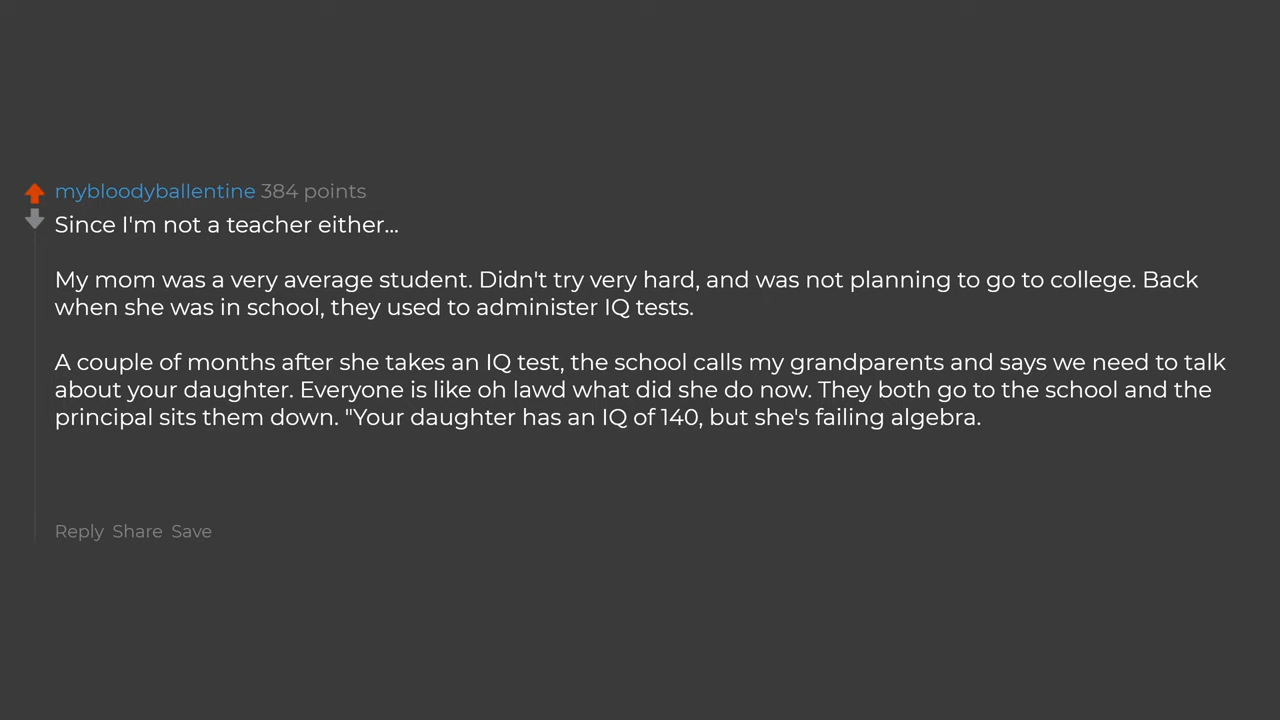 mybloodyballentine 384 points
Since I'm not a teacher either...
My mom was a very average student. Didn't try very hard, and was not planning to go to college. Back
when she was in school, they used to administer IQ tests.
A couple of months after she takes an IQ test, the school calls my grandparents and says we need to talk
about your daughter. Everyone is like oh lawd what did she do now. They both go to the school and the
principal sits them down. "Your daughter has an IQ of 140, but she's failing algebra.
Reply Share Save